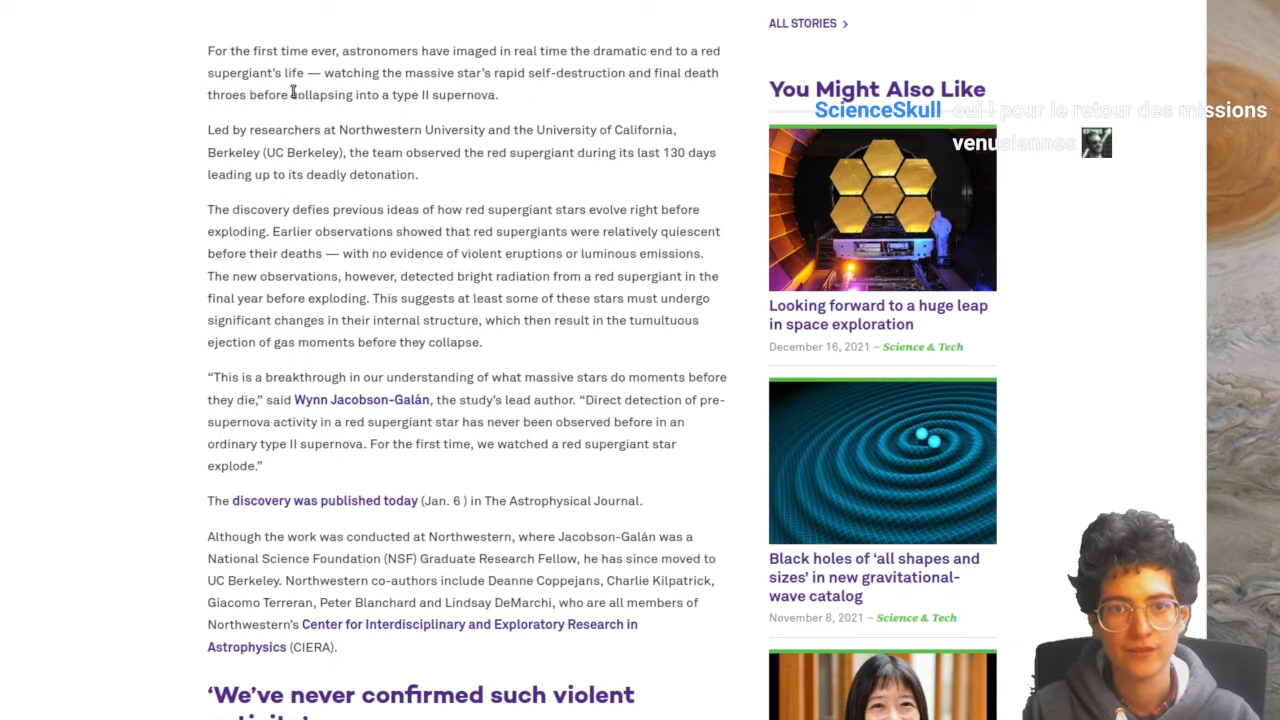 ALL STORIES
For the first time ever, astronomers have imaged in real time the dramatic end to a red
supergiant's life — watching the massive star's rapid self-destruction and final death
throes before collapsing into a type II supernova.
Led by researchers at Northwestern University and the University of California,
Berkeley (UC Berkeley), the team observed the red supergiant during its last 130 days
leading up to its deadly detonation.
The discovery defies previous ideas of how red supergiant stars evolve right before
exploding. Earlier observations showed that red supergiants were relatively quiescent
before their deaths — with no evidence of violent eruptions or luminous emissions.
The new observations, however, detected bright radiation from a red supergiant in the
final year before exploding. This suggests at least some of these stars must undergo
significant changes in their internal structure, which then result in the tumultuous
ejection of gas moments before they collapse.
“This is a breakthrough in our understanding of what massive stars do moments before
they die,” said Wynn Jacobson-Galán, the study's lead author. “Direct detection of pre-
supernova activity in a red supergiant star has never been observed before in an
ordinary type II supernova. For the first time, we watched a red supergiant star
explode.”
The discovery was published today (Jan. 6 ) in The Astrophysical Journal.
Although the work was conducted at Northwestern, where Jacobson-Galán was a
National Science Foundation (NSF) Graduate Research Fellow, he has since moved to
UC Berkeley. Northwestern co-authors include Deanne Coppejans, Charlie Kilpatrick,
Giacomo Terreran, Peter Blanchard and Lindsay DeMarchi, who are all members of
Northwestern's Center for Interdisciplinary and Exploratory Research in
Astrophysics (CIERA).
‘We've never confirmed such violent
You Might Also Like
ScienceSkull oui ! pour le retour des missions
venusiennes
Looking forward to a huge leap
in space exploration
December 16, 2021 – Science & Tech
Black holes of ‘all shapes and
sizes’ in new gravitational-
wave catalog
November 8, 2021 – Science & Tech